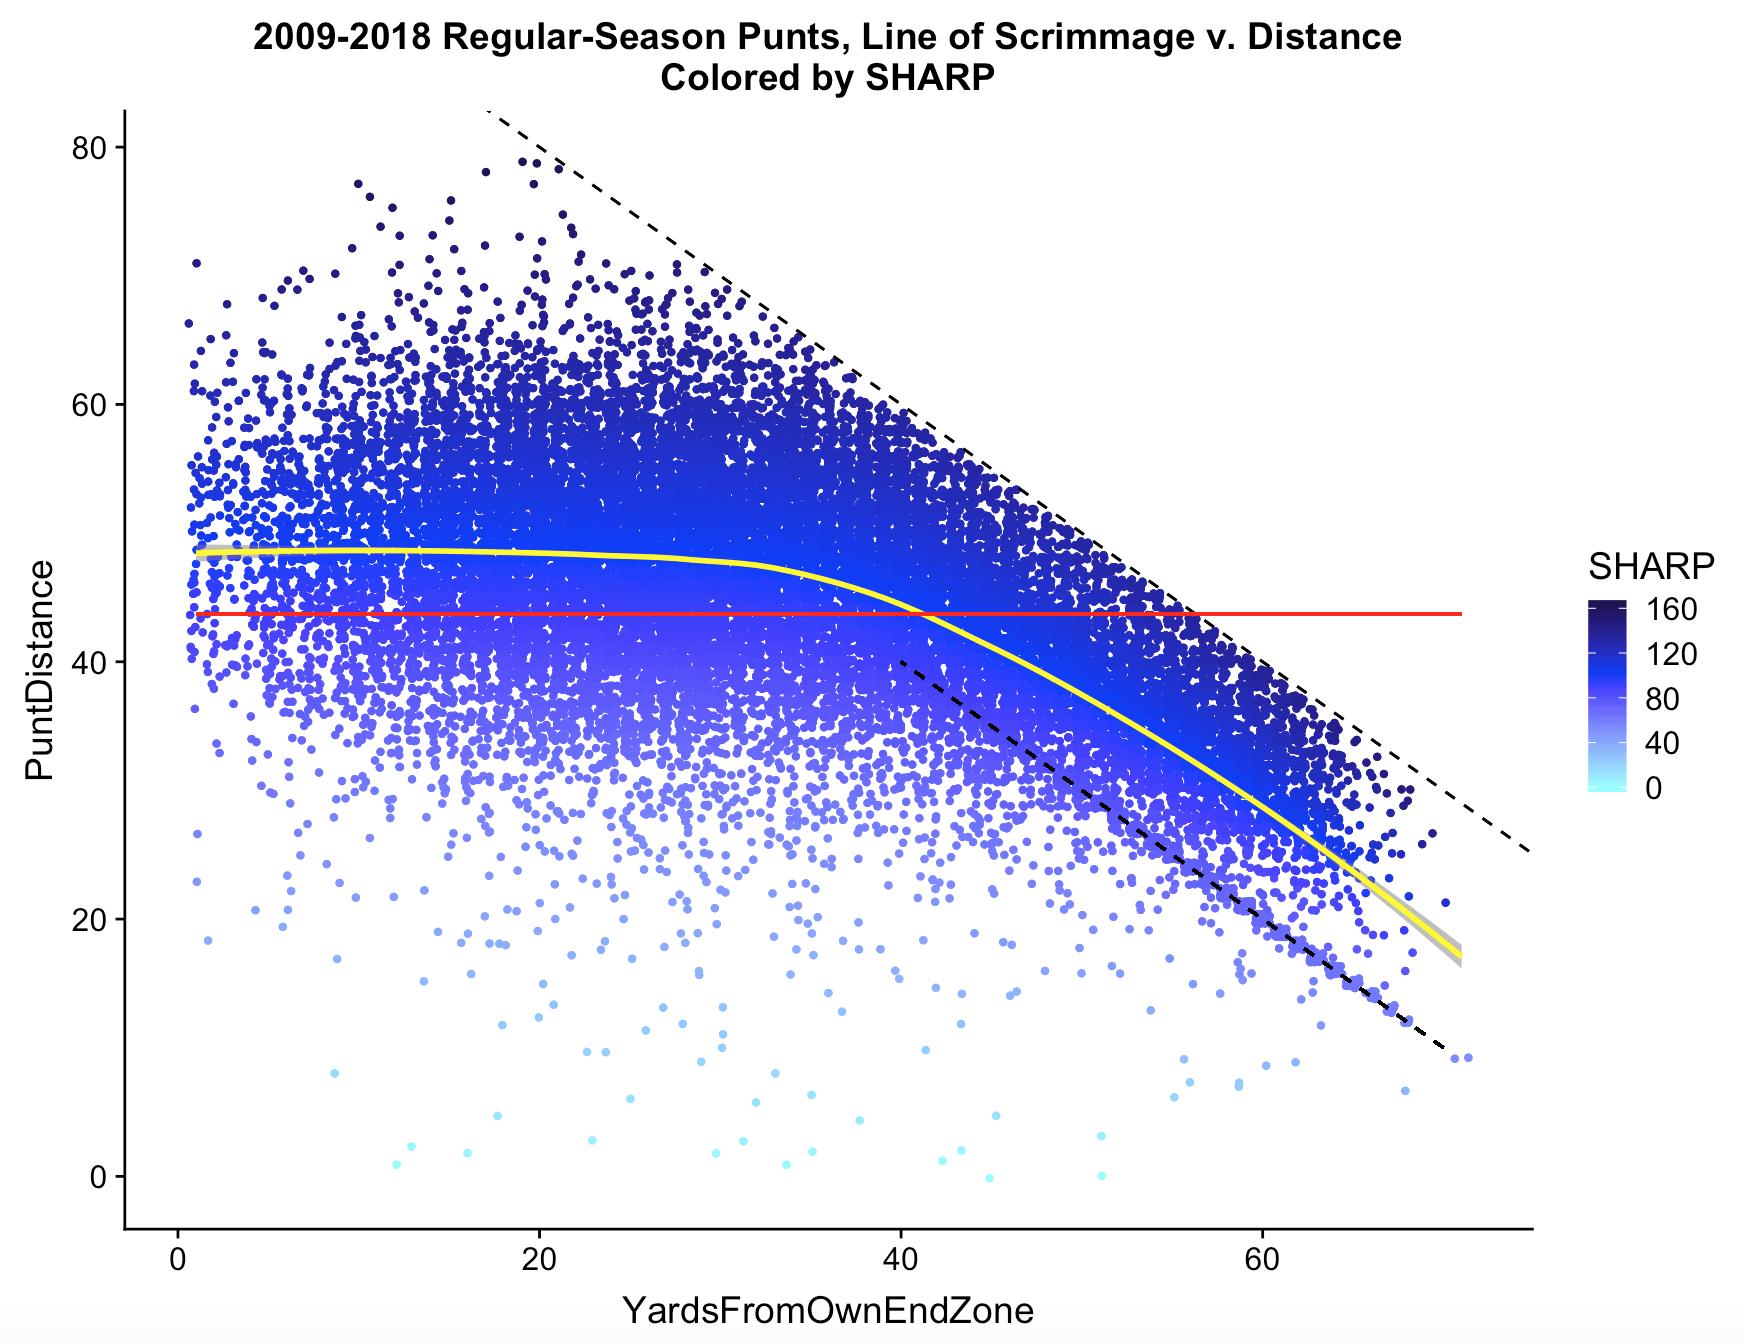 2009-2018 Regular-Season Punts, Line of Scrimmage v. Distance
Colored by SHARP
80
60
40
20
0
PuntDistance
0 20 40 60
YardsFromOwnEndZone
SHARP
160
120
80
40
0